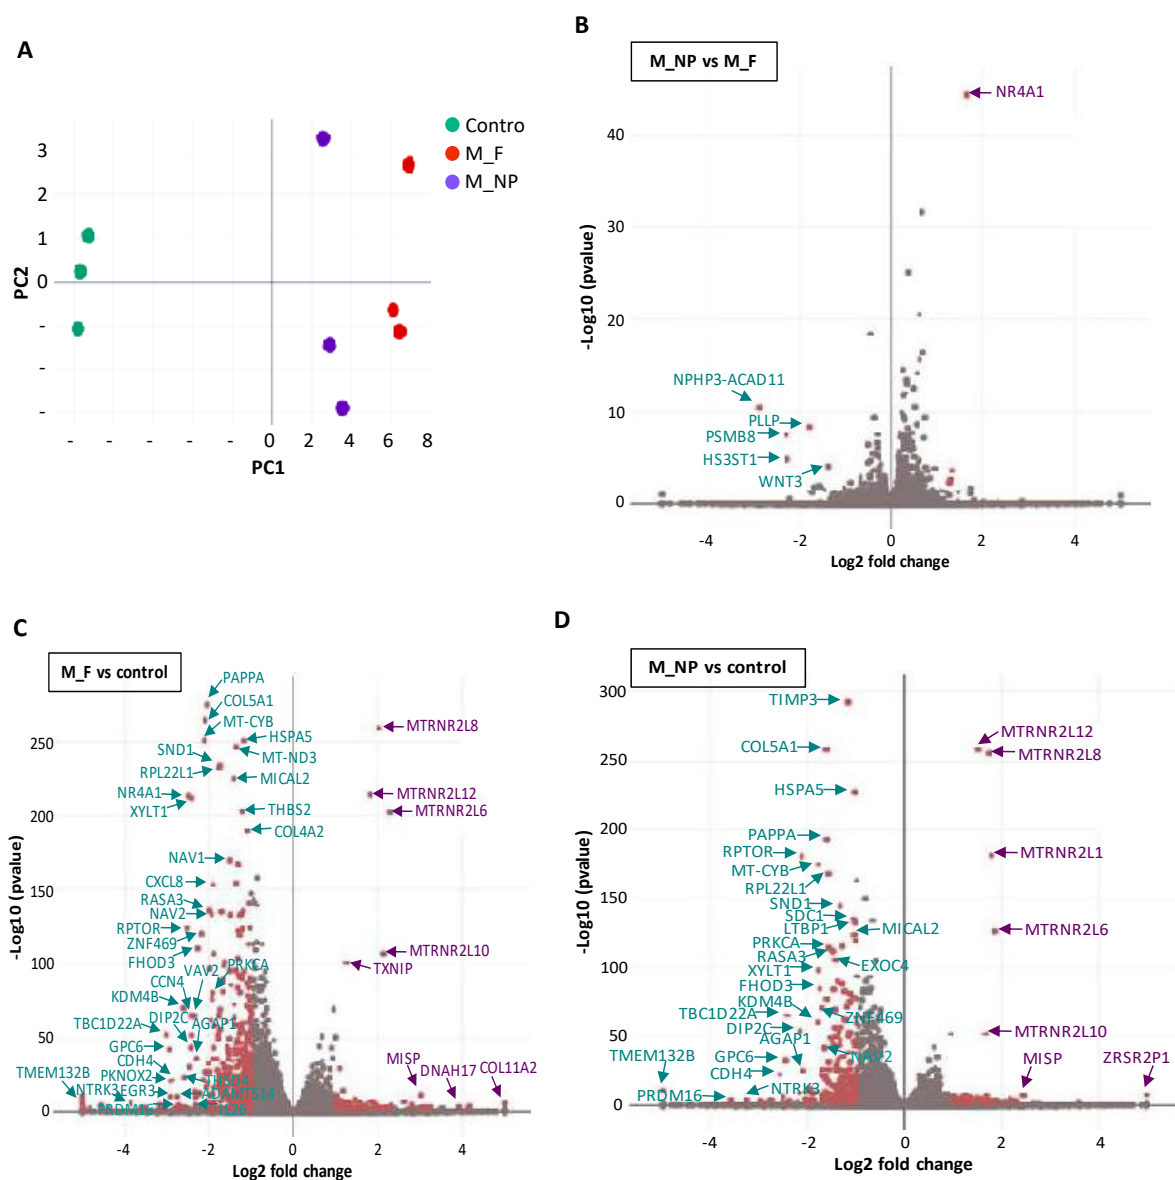 A
Contro
M_F
M_NP
3
2
1
0
-
-
-
PC2
- - - - - 0 2 4 6 8
PC1
B
M_NP vs M_F
NR4A1
40
30
20
10
0
-Log10 (pvalue)
NPHP3-ACAD11
PLLP
PSMB8
HS3ST1
WNT3
-4 -2 0 2 4
Log2 fold change
C
M_F vs control
PAPPA
COL5A1
MT-CYB
HSPA5
SND1
MT-ND3
RPL22L1
MICAL2
NR4A1
XYLT1
THBS2
COL4A2
NAV1
CXCL8
RASA3
NAV2
RPTOR
ZNF469
FHOD3
VAV2
PRKCA
CCN4
KDM4B
DIP2C
TBC1D22A
AGAP1
GPC6
CDH4
TMEM132B
PKNOX2
THSD4
NTRK3
EGR3
ADAMTS14
PRDM16
IL26
MTRNR2L8
MTRNR2L12
MTRNR2L6
MTRNR2L10
TXNIP
MISP
DNAH17
COL11A2
250
200
150
100
50
0
-Log10 (pvalue)
-4 -2 0 2 4
Log2 fold change
D
M_NP vs control
TIMP3
COL5A1
HSPA5
PAPPA
RPTOR
MT-CYB
RPL22L1
SND1
SDC1
LTBP1
MICAL2
PRKCA
RASA3
EXOC4
XYLT1
FHOD3
KDM4B
TBC1D22A
ZNF469
DIP2C
AGAP1
NAV2
TMEM132B
GPC6
CDH4
NTRK3
PRDM16
MTRNR2L12
MTRNR2L8
MTRNR2L1
MTRNR2L6
MTRNR2L10
MISP
ZRSR2P1
300
250
200
150
100
50
0
-Log10 (pvalue)
-4 -2 0 2 4
Log2 fold change